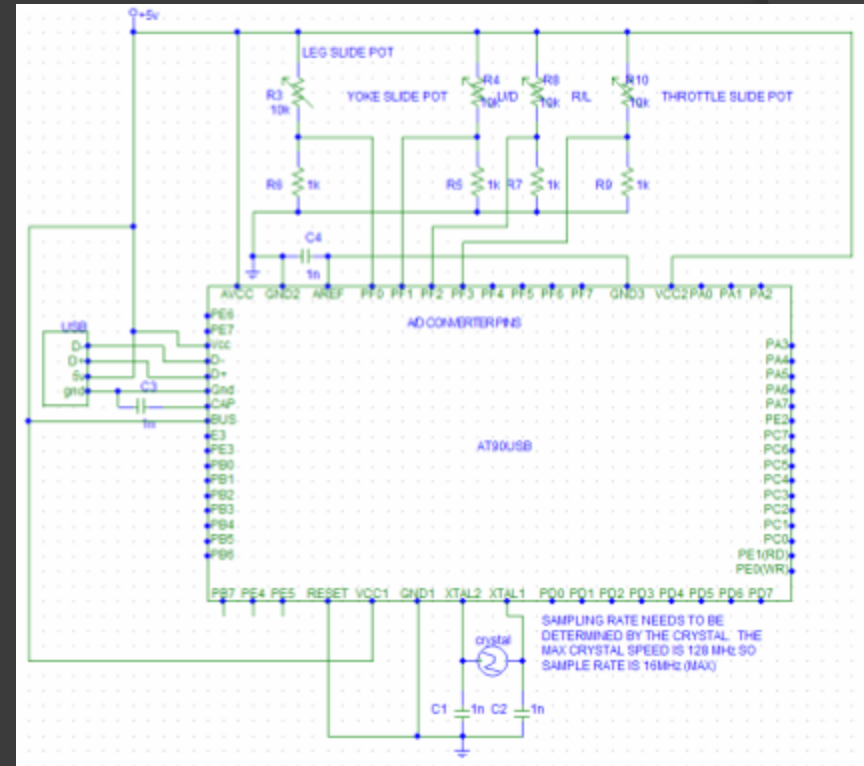 +5v
LEG SLIDE POT
R3
10k
YOKE SLIDE POT
R4
10k
U/D
R8
10k
R/L
R10
10k
THROTTLE SLIDE POT
R6
1k
R5
1k
R7
1k
R9
1k
C4
1n
AVCC GND2 AREF PF0 PF1 PF2 PF3 PF4 PF5 PF6 PF7 GND3 VCC2 PA0 PA1 PA2
A/D CONVERTER PINS
USB
D-
D+
5v
gnd
C3
1n
PE6
PE7
Vcc
D-
D+
Gnd
CAP
BUS
E3
PE3
PB0
PB1
PB2
PB3
PB4
PB5
PB6
AT90USB
PA3
PA4
PA5
PA6
PA7
PE2
PC7
PC6
PC5
PC4
PC3
PC2
PC1
PC0
PE1(RD)
PE0(WR)
PB7 PE4 PE5 RESET VCC1 GND1 XTAL2 XTAL1 PD0 PD1 PD2 PD3 PD4 PD5 PD6 PD7
SAMPLING RATE NEEDS TO BE
DETERMINED BY THE CRYSTAL. THE
MAX CRYSTAL SPEED IS 128 MHz SO
SAMPLE RATE IS 16MHz (MAX)
crystal
C1
1n
C2
1n